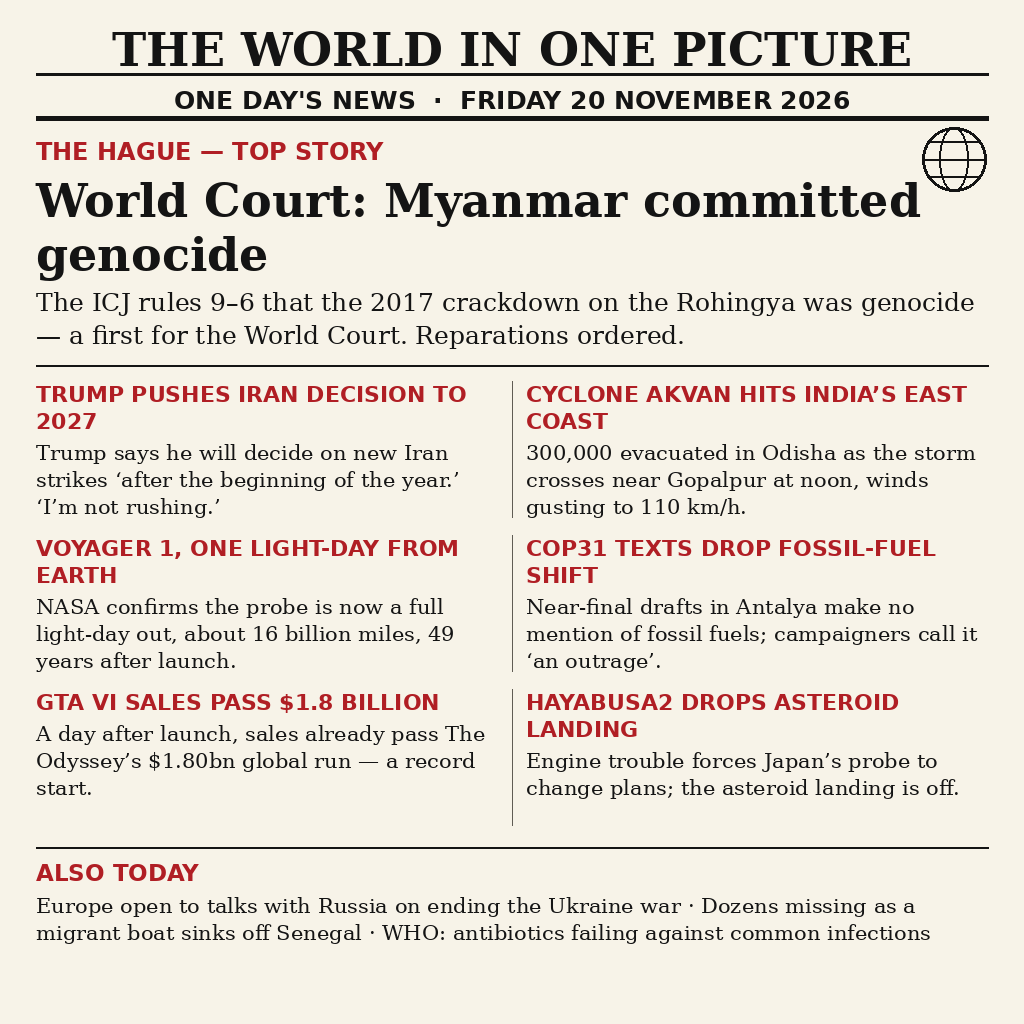 THE WORLD IN ONE PICTURE
ONE DAY'S NEWS · FRIDAY 20 NOVEMBER 2026
THE HAGUE — TOP STORY
World Court: Myanmar committed
genocide
The ICJ rules 9–6 that the 2017 crackdown on the Rohingya was genocide
— a first for the World Court. Reparations ordered.
TRUMP PUSHES IRAN DECISION TO
2027
Trump says he will decide on new Iran
strikes ‘after the beginning of the year.’
‘I’m not rushing.’
CYCLONE AKVAN HITS INDIA’S EAST
COAST
300,000 evacuated in Odisha as the storm
crosses near Gopalpur at noon, winds
gusting to 110 km/h.
VOYAGER 1, ONE LIGHT-DAY FROM
EARTH
NASA confirms the probe is now a full
light-day out, about 16 billion miles, 49
years after launch.
COP31 TEXTS DROP FOSSIL-FUEL
SHIFT
Near-final drafts in Antalya make no
mention of fossil fuels; campaigners call it
‘an outrage’.
GTA VI SALES PASS $1.8 BILLION
A day after launch, sales already pass The
Odyssey’s $1.80bn global run — a record
start.
HAYABUSA2 DROPS ASTEROID
LANDING
Engine trouble forces Japan’s probe to
change plans; the asteroid landing is off.
ALSO TODAY
Europe open to talks with Russia on ending the Ukraine war · Dozens missing as a
migrant boat sinks off Senegal · WHO: antibiotics failing against common infections